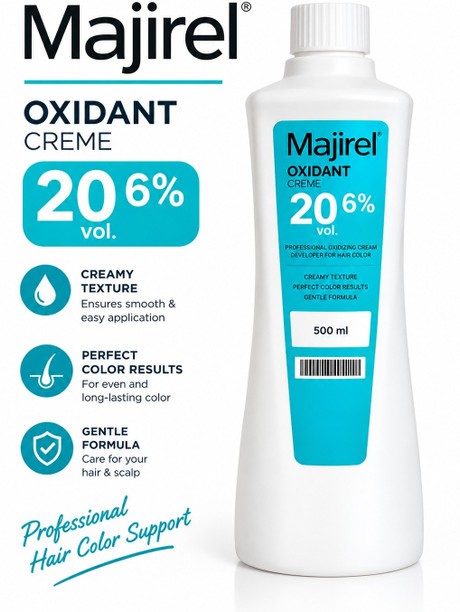 Majirel®
OXIDANT
CREME
20 6%
vol.
CREAMY
TEXTURE
Ensures smooth &
easy application
PERFECT
COLOR RESULTS
For even and
long-lasting color
GENTLE
FORMULA
Care for your
hair & scalp
Professional
Hair Color Support
Majirel®
OXIDANT
CREME
20 6%
vol.
PROFESSIONAL OXIDIZING CREAM
DEVELOPER FOR HAIR COLOR
CREAMY TEXTURE
PERFECT COLOR RESULTS
GENTLE FORMULA
500 ml